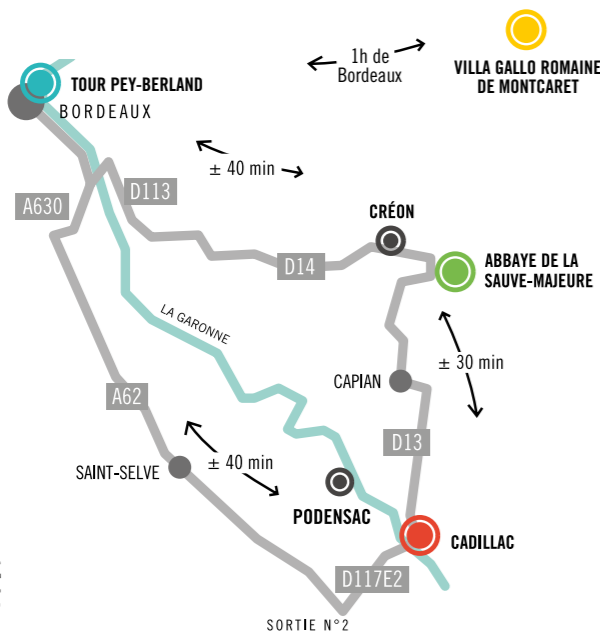 1h de
Bordeaux
VILLA GALLO ROMAINE
DE MONTCARET
TOUR PEY-BERLAND
BORDEAUX
± 40 min
A630
D113
CRÉON
D14
ABBAYE DE LA
SAUVE-MAJEURE
LA GARONNE
± 30 min
CAPIAN
A62
D13
SAINT-SELVE
± 40 min
PODENSAC
CADILLAC
D117E2
SORTIE N°2